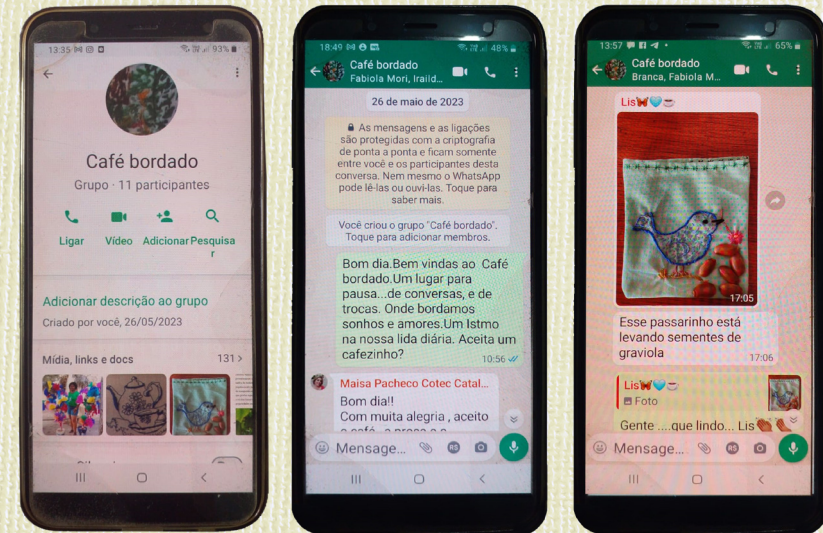 13:35
93%
Café bordado
Grupo · 11 participantes
Ligar
Vídeo
Adicionar
Pesquisa
r
Adicionar descrição ao grupo
Criado por você, 26/05/2023
Mídia, links e docs
131 >
18:49
48%
Café bordado
Fabiola Mori, Iraild...
26 de maio de 2023
As mensagens e as ligações
são protegidas com a criptografia
de ponta a ponta e ficam somente
entre você e os participantes desta
conversa. Nem mesmo o WhatsApp
pode lê-las ou ouvi-las. Toque para
saber mais.
Você criou o grupo "Café bordado".
Toque para adicionar membros.
Bom dia.Bem vindas ao Café
bordado.Um lugar para
pausa...de conversas, e de
trocas. Onde bordamos
sonhos e amores.Um Istmo
na nossa lida diária. Aceita um
cafezinho?
10:56
Maisa Pacheco Cotec Catal...
Bom dia!!
Com muita alegria , aceito
Mensage...
13:57
65%
Café bordado
Branca, Fabiola M...
Lis
17:05
Esse passarinho está
levando sementes de
graviola
17:06
Lis
Foto
Gente ....que lindo... Lis
Mensage...